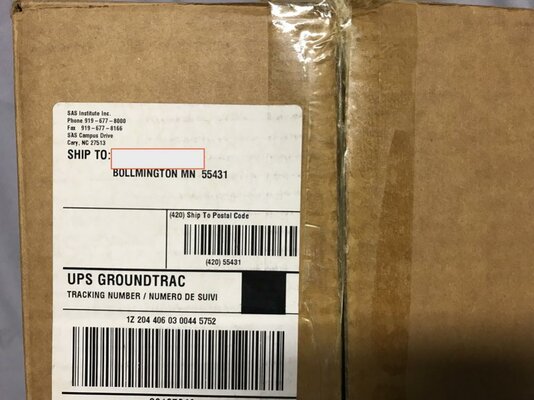 SAS Institute Inc.
Phone 919-677-8000
Fax 919-677-8166
SAS Campus Drive
Cary, NC 27513
SHIP TO:
BOLLMINGTON MN 55431
(420) Ship To Postal Code
(420) 55431
UPS GROUNDTRAC
TRACKING NUMBER / NUMERO DE SUIVI
1Z 204 406 03 0044 5752